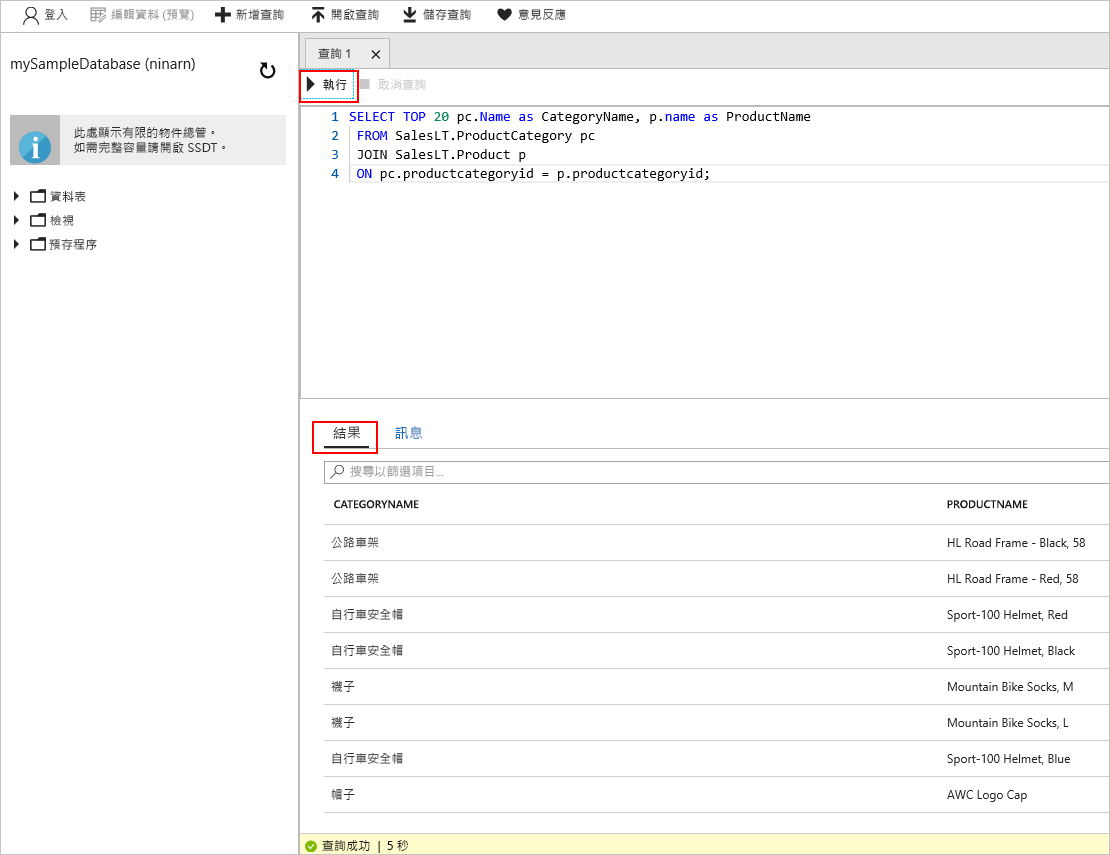 登入 編輯資料 (預覽) 新增查詢 開啟查詢 儲存查詢 意見反應
mySampleDatabase (ninarn)
此處顯示有限的物件總管。
如需完整容量請開啟 SSDT。
資料表
檢視
預存程序
查詢 1
執行 取消查詢
1 SELECT TOP 20 pc.Name as CategoryName, p.name as ProductName
2 FROM SalesLT.ProductCategory pc
3 JOIN SalesLT.Product p
4 ON pc.productcategoryid = p.productcategoryid;
結果 訊息
搜尋以篩選項目...
CATEGORYNAME PRODUCTNAME
公路車架 HL Road Frame - Black, 58
公路車架 HL Road Frame - Red, 58
自行車安全帽 Sport-100 Helmet, Red
自行車安全帽 Sport-100 Helmet, Black
襪子 Mountain Bike Socks, M
襪子 Mountain Bike Socks, L
自行車安全帽 Sport-100 Helmet, Blue
帽子 AWC Logo Cap
查詢成功 | 5 秒